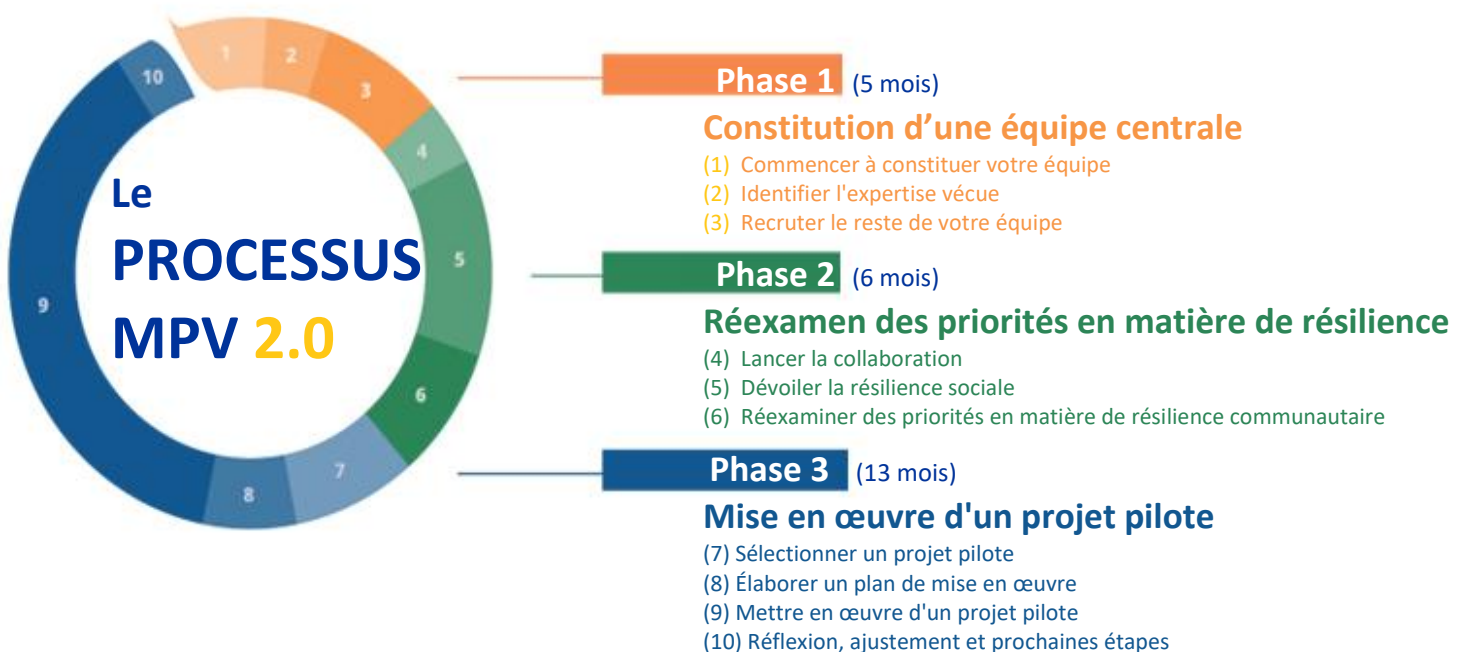 Le
PROCESSUS
MPV 2.0
1
2
3
4
5
6
7
8
9
10
Phase 1 (5 mois)
Constitution d’une équipe centrale
(1) Commencer à constituer votre équipe
(2) Identifier l'expertise vécue
(3) Recruter le reste de votre équipe
Phase 2 (6 mois)
Réexamen des priorités en matière de résilience
(4) Lancer la collaboration
(5) Dévoiler la résilience sociale
(6) Réexaminer des priorités en matière de résilience communautaire
Phase 3 (13 mois)
Mise en œuvre d'un projet pilote
(7) Sélectionner un projet pilote
(8) Élaborer un plan de mise en œuvre
(9) Mettre en œuvre d'un projet pilote
(10) Réflexion, ajustement et prochaines étapes